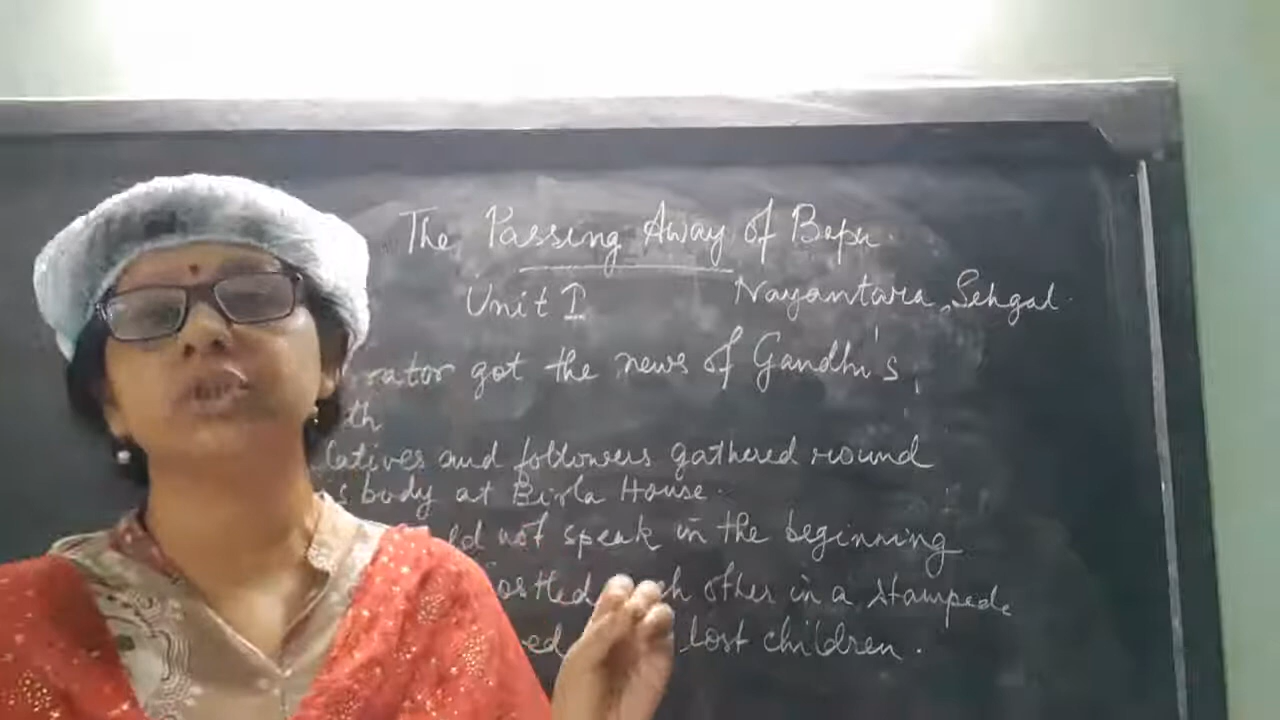 The Passing Away of Bapu
Unit I Nayantara Sehgal.
rator got the news of Gandhi's
th
latives and followers gathered round
s body at Birla House.
ld not speak in the beginning
ostled other in a stampede
lost children.